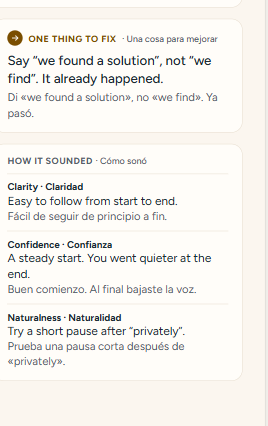 ONE THING TO FIX · Una cosa para mejorar
Say “we found a solution”, not “we
find”. It already happened.
Di «we found a solution», no «we find». Ya
pasó.
HOW IT SOUNDED · Cómo sonó
Clarity · Claridad
Easy to follow from start to end.
Fácil de seguir de principio a fin.
Confidence · Confianza
A steady start. You went quieter at the
end.
Buen comienzo. Al final bajaste la voz.
Naturalness · Naturalidad
Try a short pause after “privately”.
Prueba una pausa corta después de
«privately».